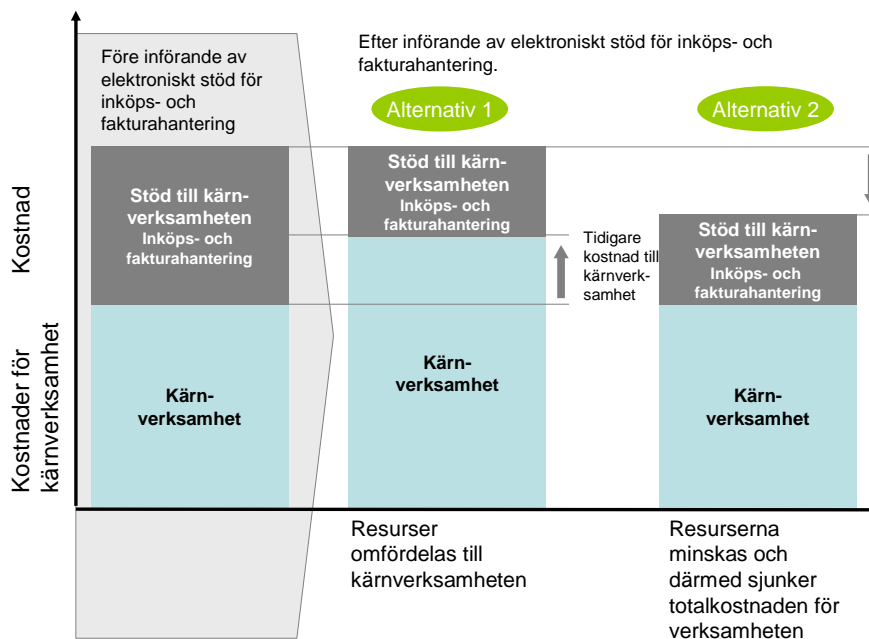 Före införande av
elektroniskt stöd för
inköps- och
fakturahantering
Efter införande av elektroniskt stöd för inköps- och
fakturahantering.
Alternativ 1
Alternativ 2
Kostnad
Kostnader för
kärnverksamhet
Stöd till kärn-
verksamheten
Inköps- och
fakturahantering
Kärn-
verksamhet
Stöd till kärn-
verksamheten
Inköps- och
fakturahantering
Kärn-
verksamhet
Tidigare
kostnad till
kärnverk-
samhet
Stöd till kärn-
verksamheten
Inköps- och
fakturahantering
Kärn-
verksamhet
Resurser
omfördelas till
kärnverksamheten
Resurserna
minskas och
därmed sjunker
totalkostnaden för
verksamheten